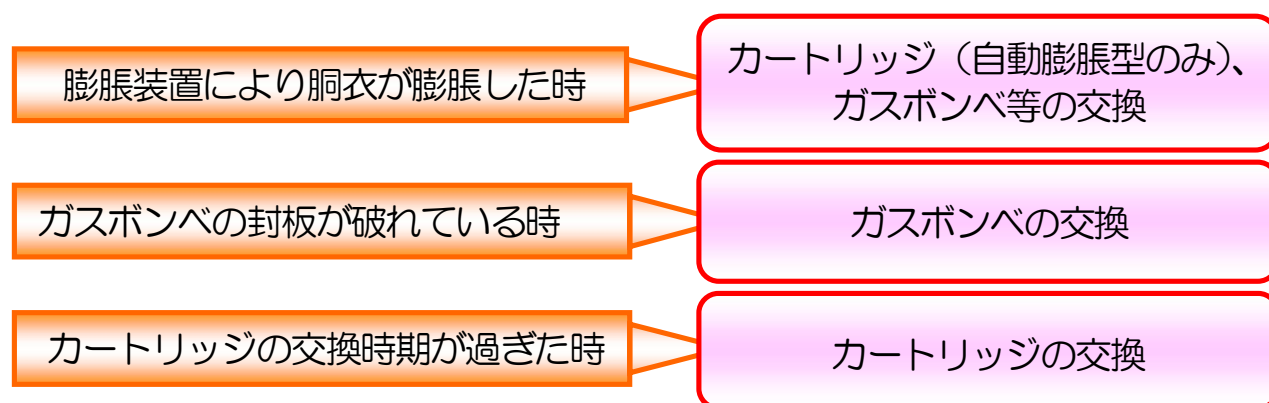 膨脹装置により胴衣が膨脹した時
カートリッジ（自動膨脹型のみ）、
ガスボンベ等の交換
ガスボンベの封板が破れている時
ガスボンベの交換
カートリッジの交換時期が過ぎた時
カートリッジの交換